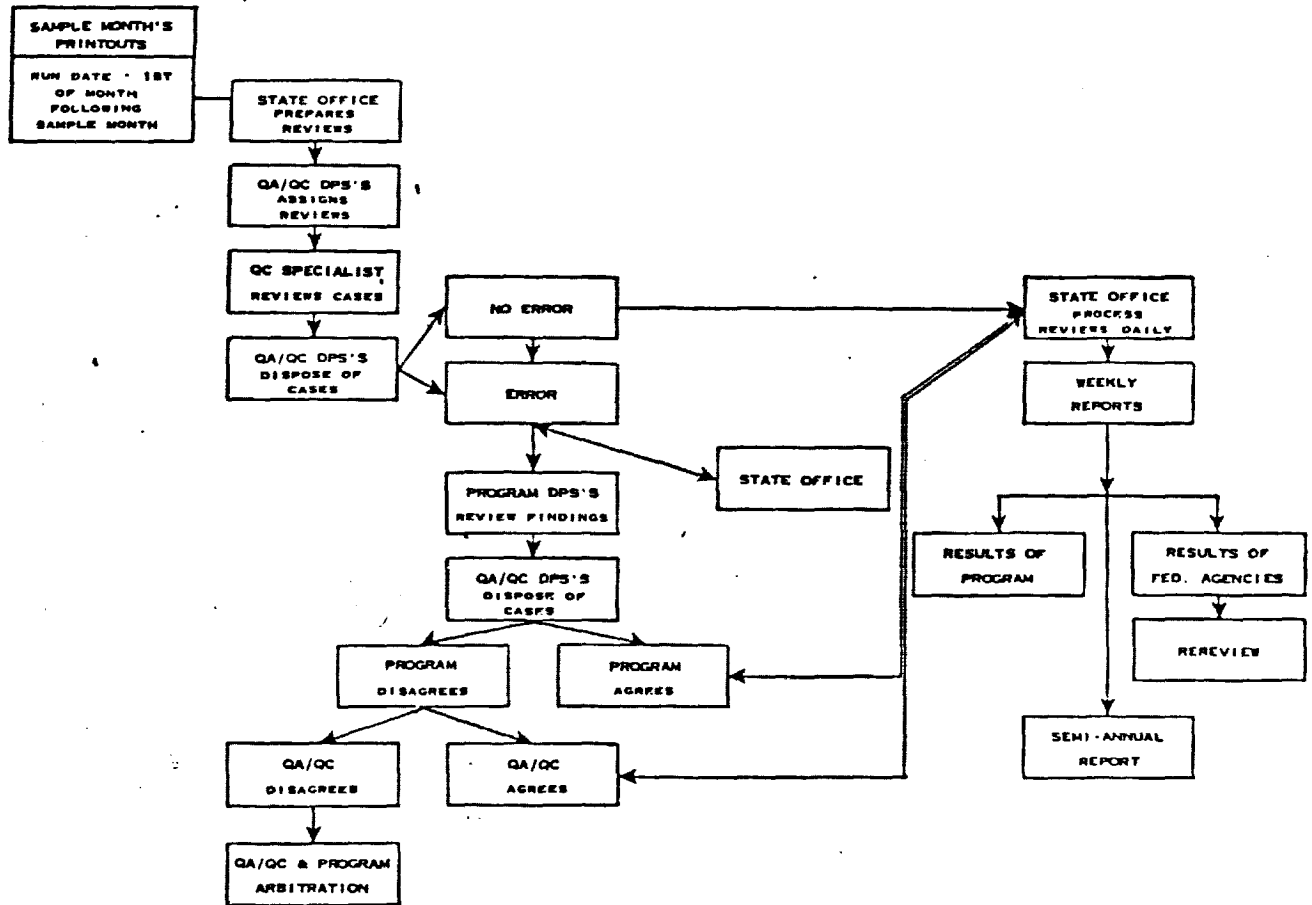 SAMPLE MONTH'S
PRINTOUTS
RUN DATE - 1ST
OF MONTH
FOLLOWING
SAMPLE MONTH
STATE OFFICE
PREPARES
REVIEWS
QA/QC DPS'S
ASSIGNS
REVIEWS
QC SPECIALIST
REVIEWS CASES
QA/QC DPS'S
DISPOSE OF
CASES
NO ERROR
ERROR
STATE OFFICE
PROGRAM DPS'S
REVIEW FINDINGS
QA/QC DPS'S
DISPOSE OF
CASES
PROGRAM
DISAGREES
PROGRAM
AGREES
QA/QC
DISAGREES
QA/QC
AGREES
QA/QC & PROGRAM
ARBITRATION
STATE OFFICE
PROCESS
REVIEWS DAILY
WEEKLY
REPORTS
RESULTS OF
PROGRAM
RESULTS OF
FED. AGENCIES
REREVIEW
SEMI-ANNUAL
REPORT